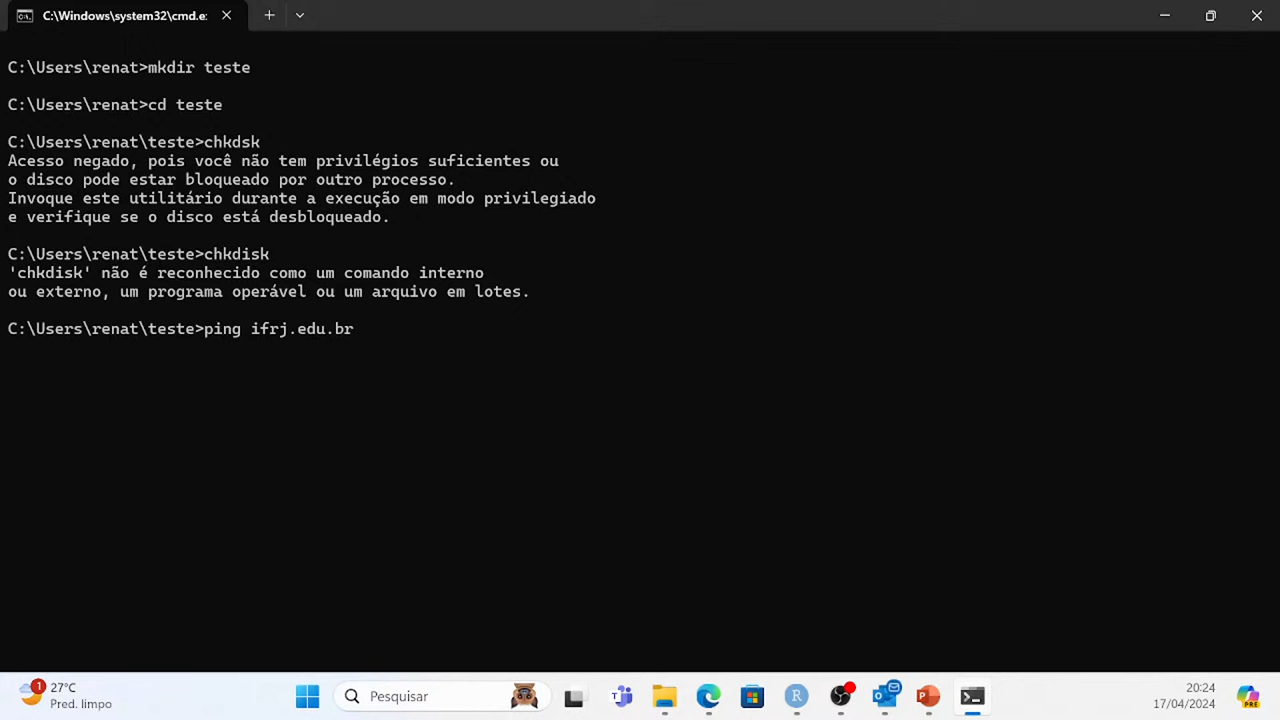 C:\Windows\system32\cmd.e:
C:\Users\renat>mkdir teste
C:\Users\renat>cd teste
C:\Users\renat\teste>chkdsk
Acesso negado, pois você não tem privilégios suficientes ou
o disco pode estar bloqueado por outro processo.
Invoque este utilitário durante a execução em modo privilegiado
e verifique se o disco está desbloqueado.
C:\Users\renat\teste>chkdisk
'chkdisk' não é reconhecido como um comando interno
ou externo, um programa operável ou um arquivo em lotes.
C:\Users\renat\teste>ping ifrj.edu.br
1
27°C
Pred. limpo
Pesquisar
R
20:24
17/04/2024
PRE